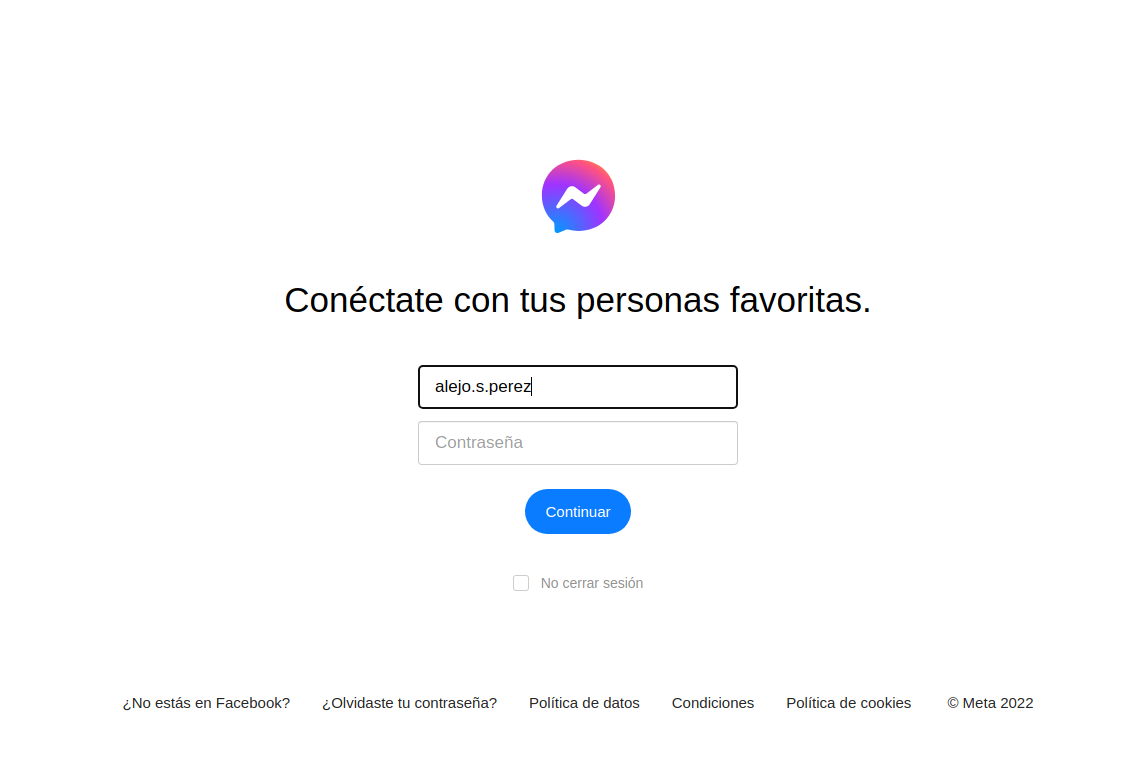 Conéctate con tus personas favoritas.
alejo.s.perez
Contraseña
Continuar
No cerrar sesión
¿No estás en Facebook? ¿Olvidaste tu contraseña? Política de datos Condiciones Política de cookies © Meta 2022